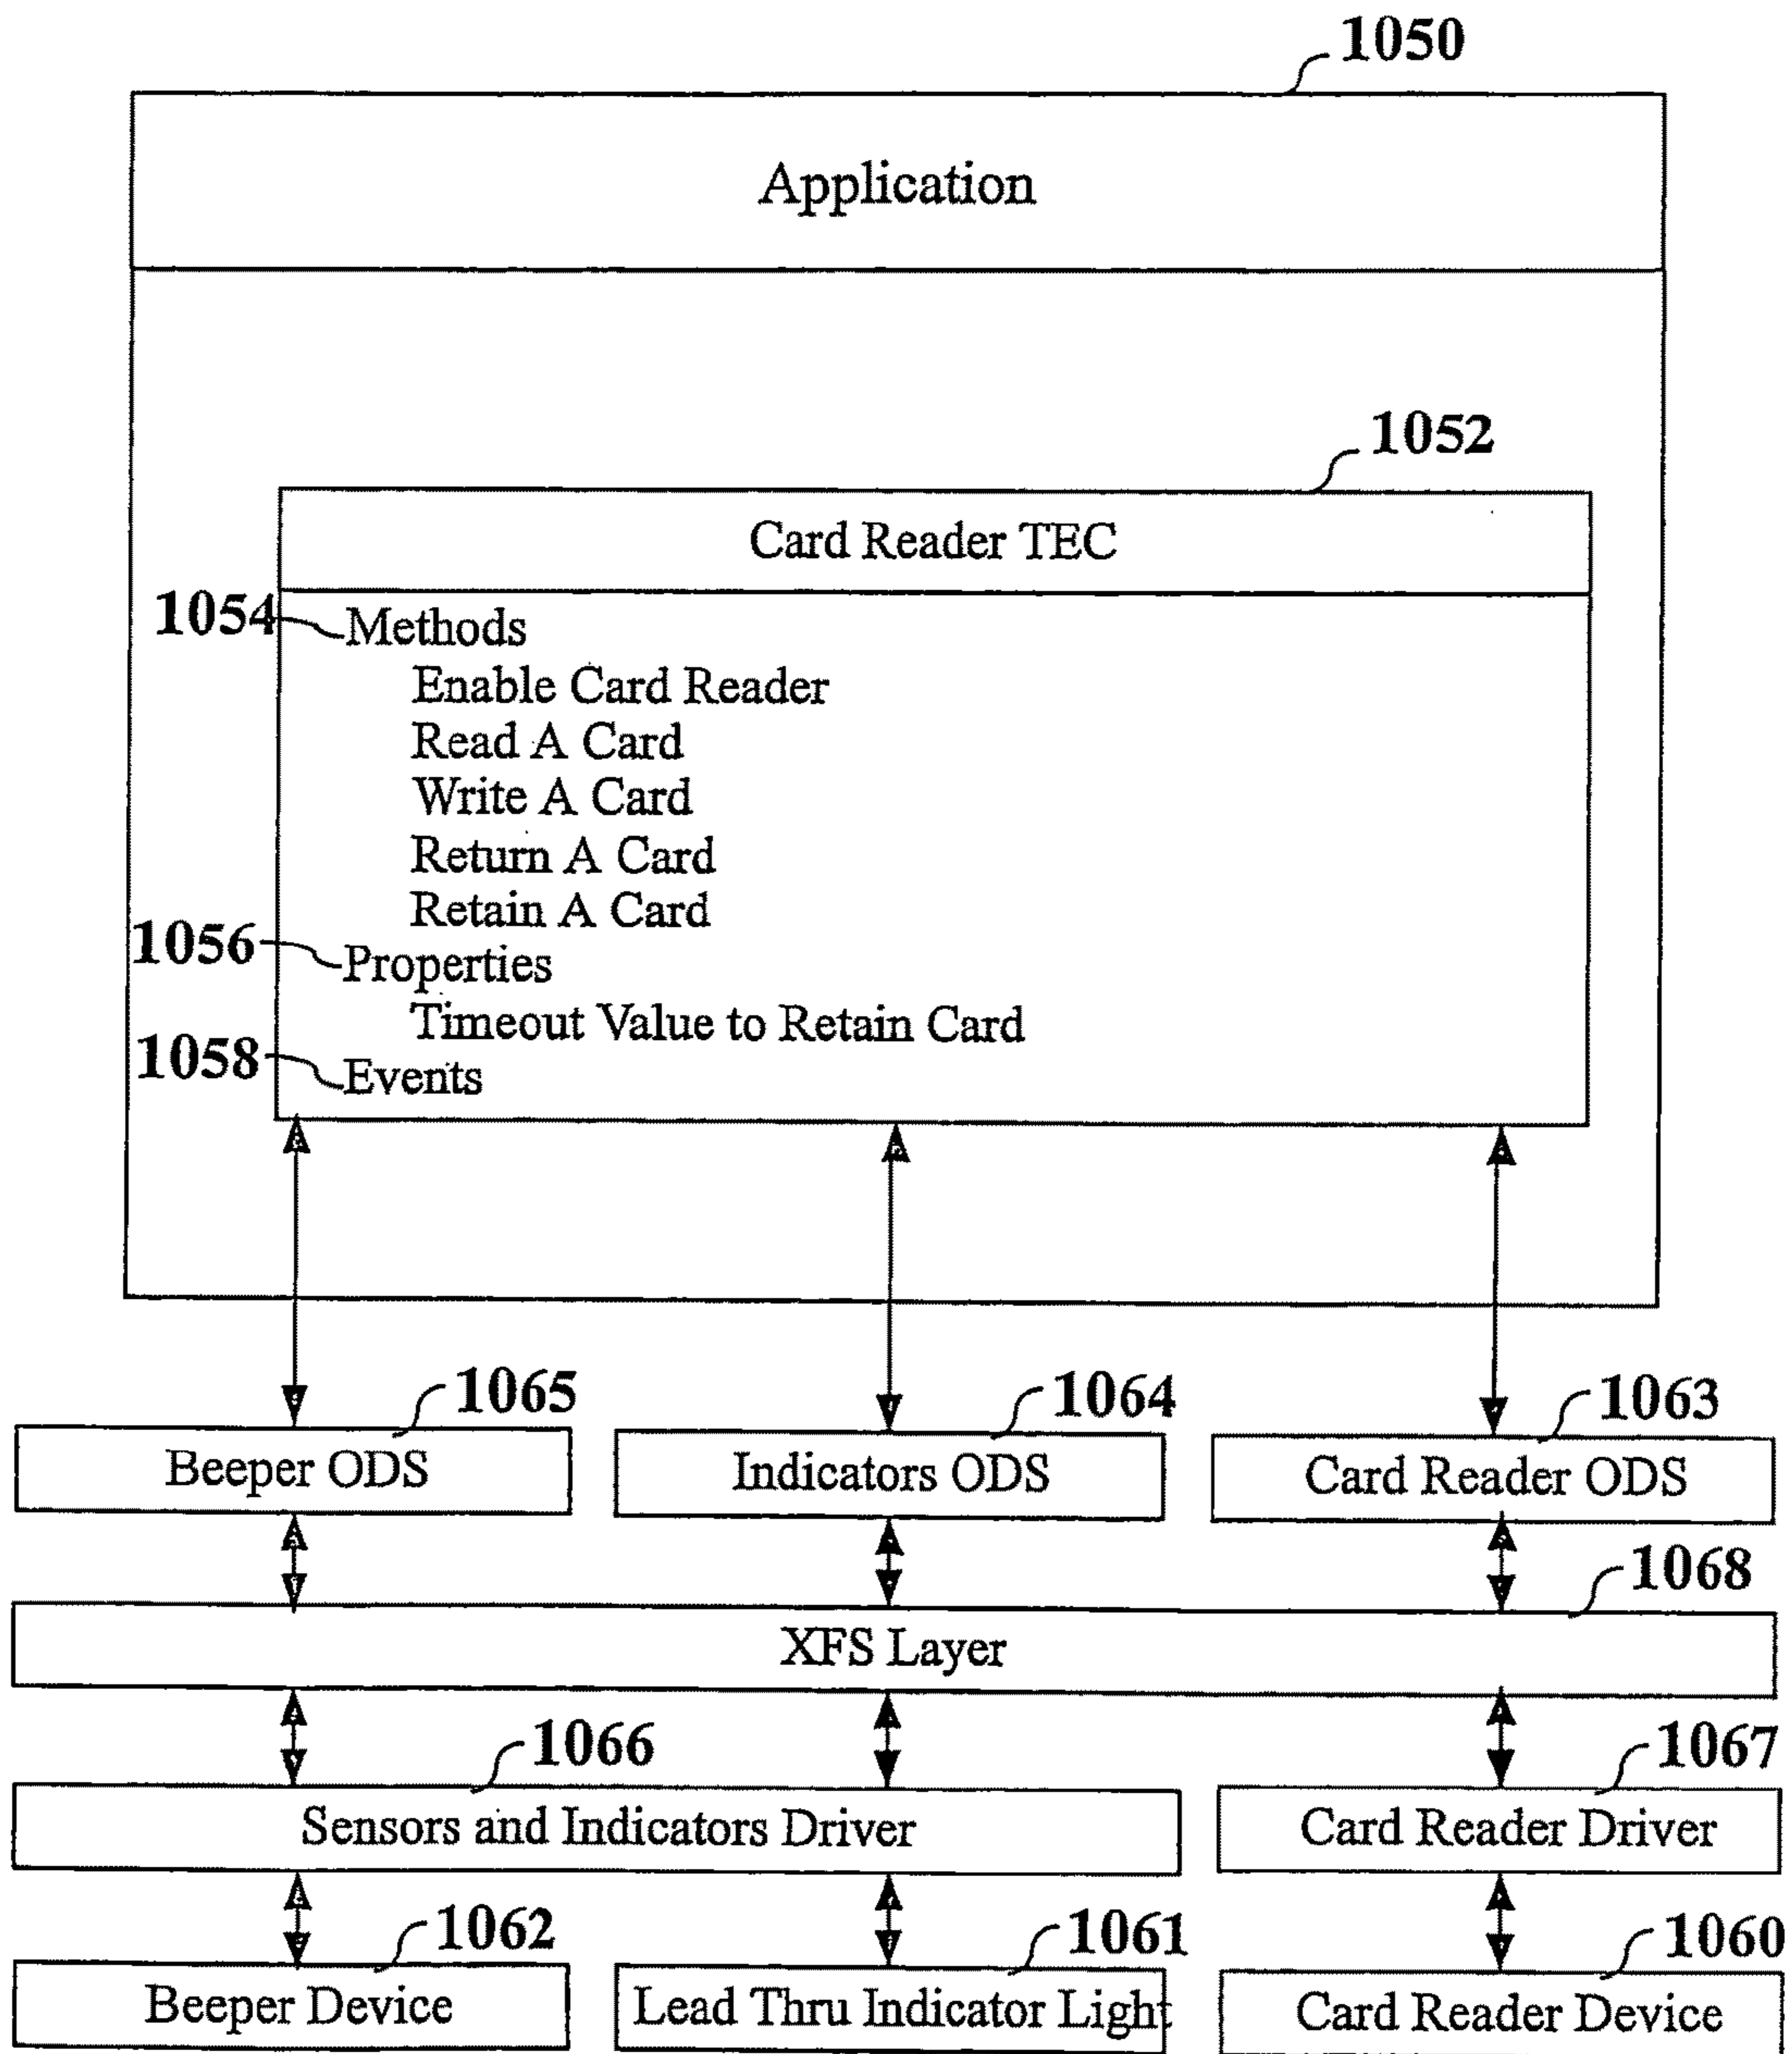 1050
Application
1052
Card Reader TEC
1054
Methods
Enable Card Reader
Read A Card
Write A Card
Return A Card
Retain A Card
1056
Properties
Timeout Value to Retain Card
1058
Events
1065
1064
1063
Beeper ODS
Indicators ODS
Card Reader ODS
1068
XFS Layer
1066
1067
Sensors and Indicators Driver
Card Reader Driver
1062
1061
1060
Beeper Device
Lead Thru Indicator Light
Card Reader Device